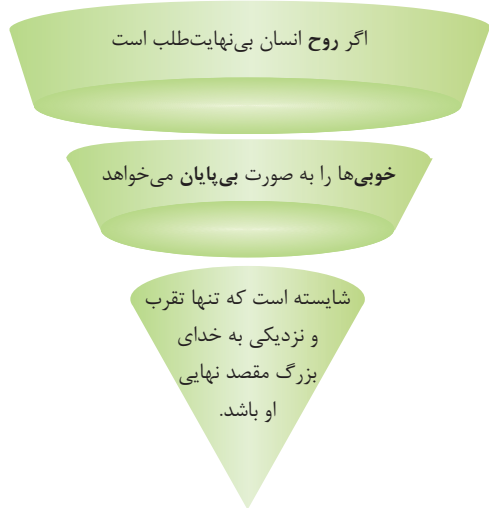 اگر روح انسان بی‌نهایت‌طلب است
خوبی‌ها را به صورت بی‌پایان می‌خواهد
شایسته است که تنها تقرب
و نزدیکی به خدای
بزرگ مقصد نهایی
او باشد.